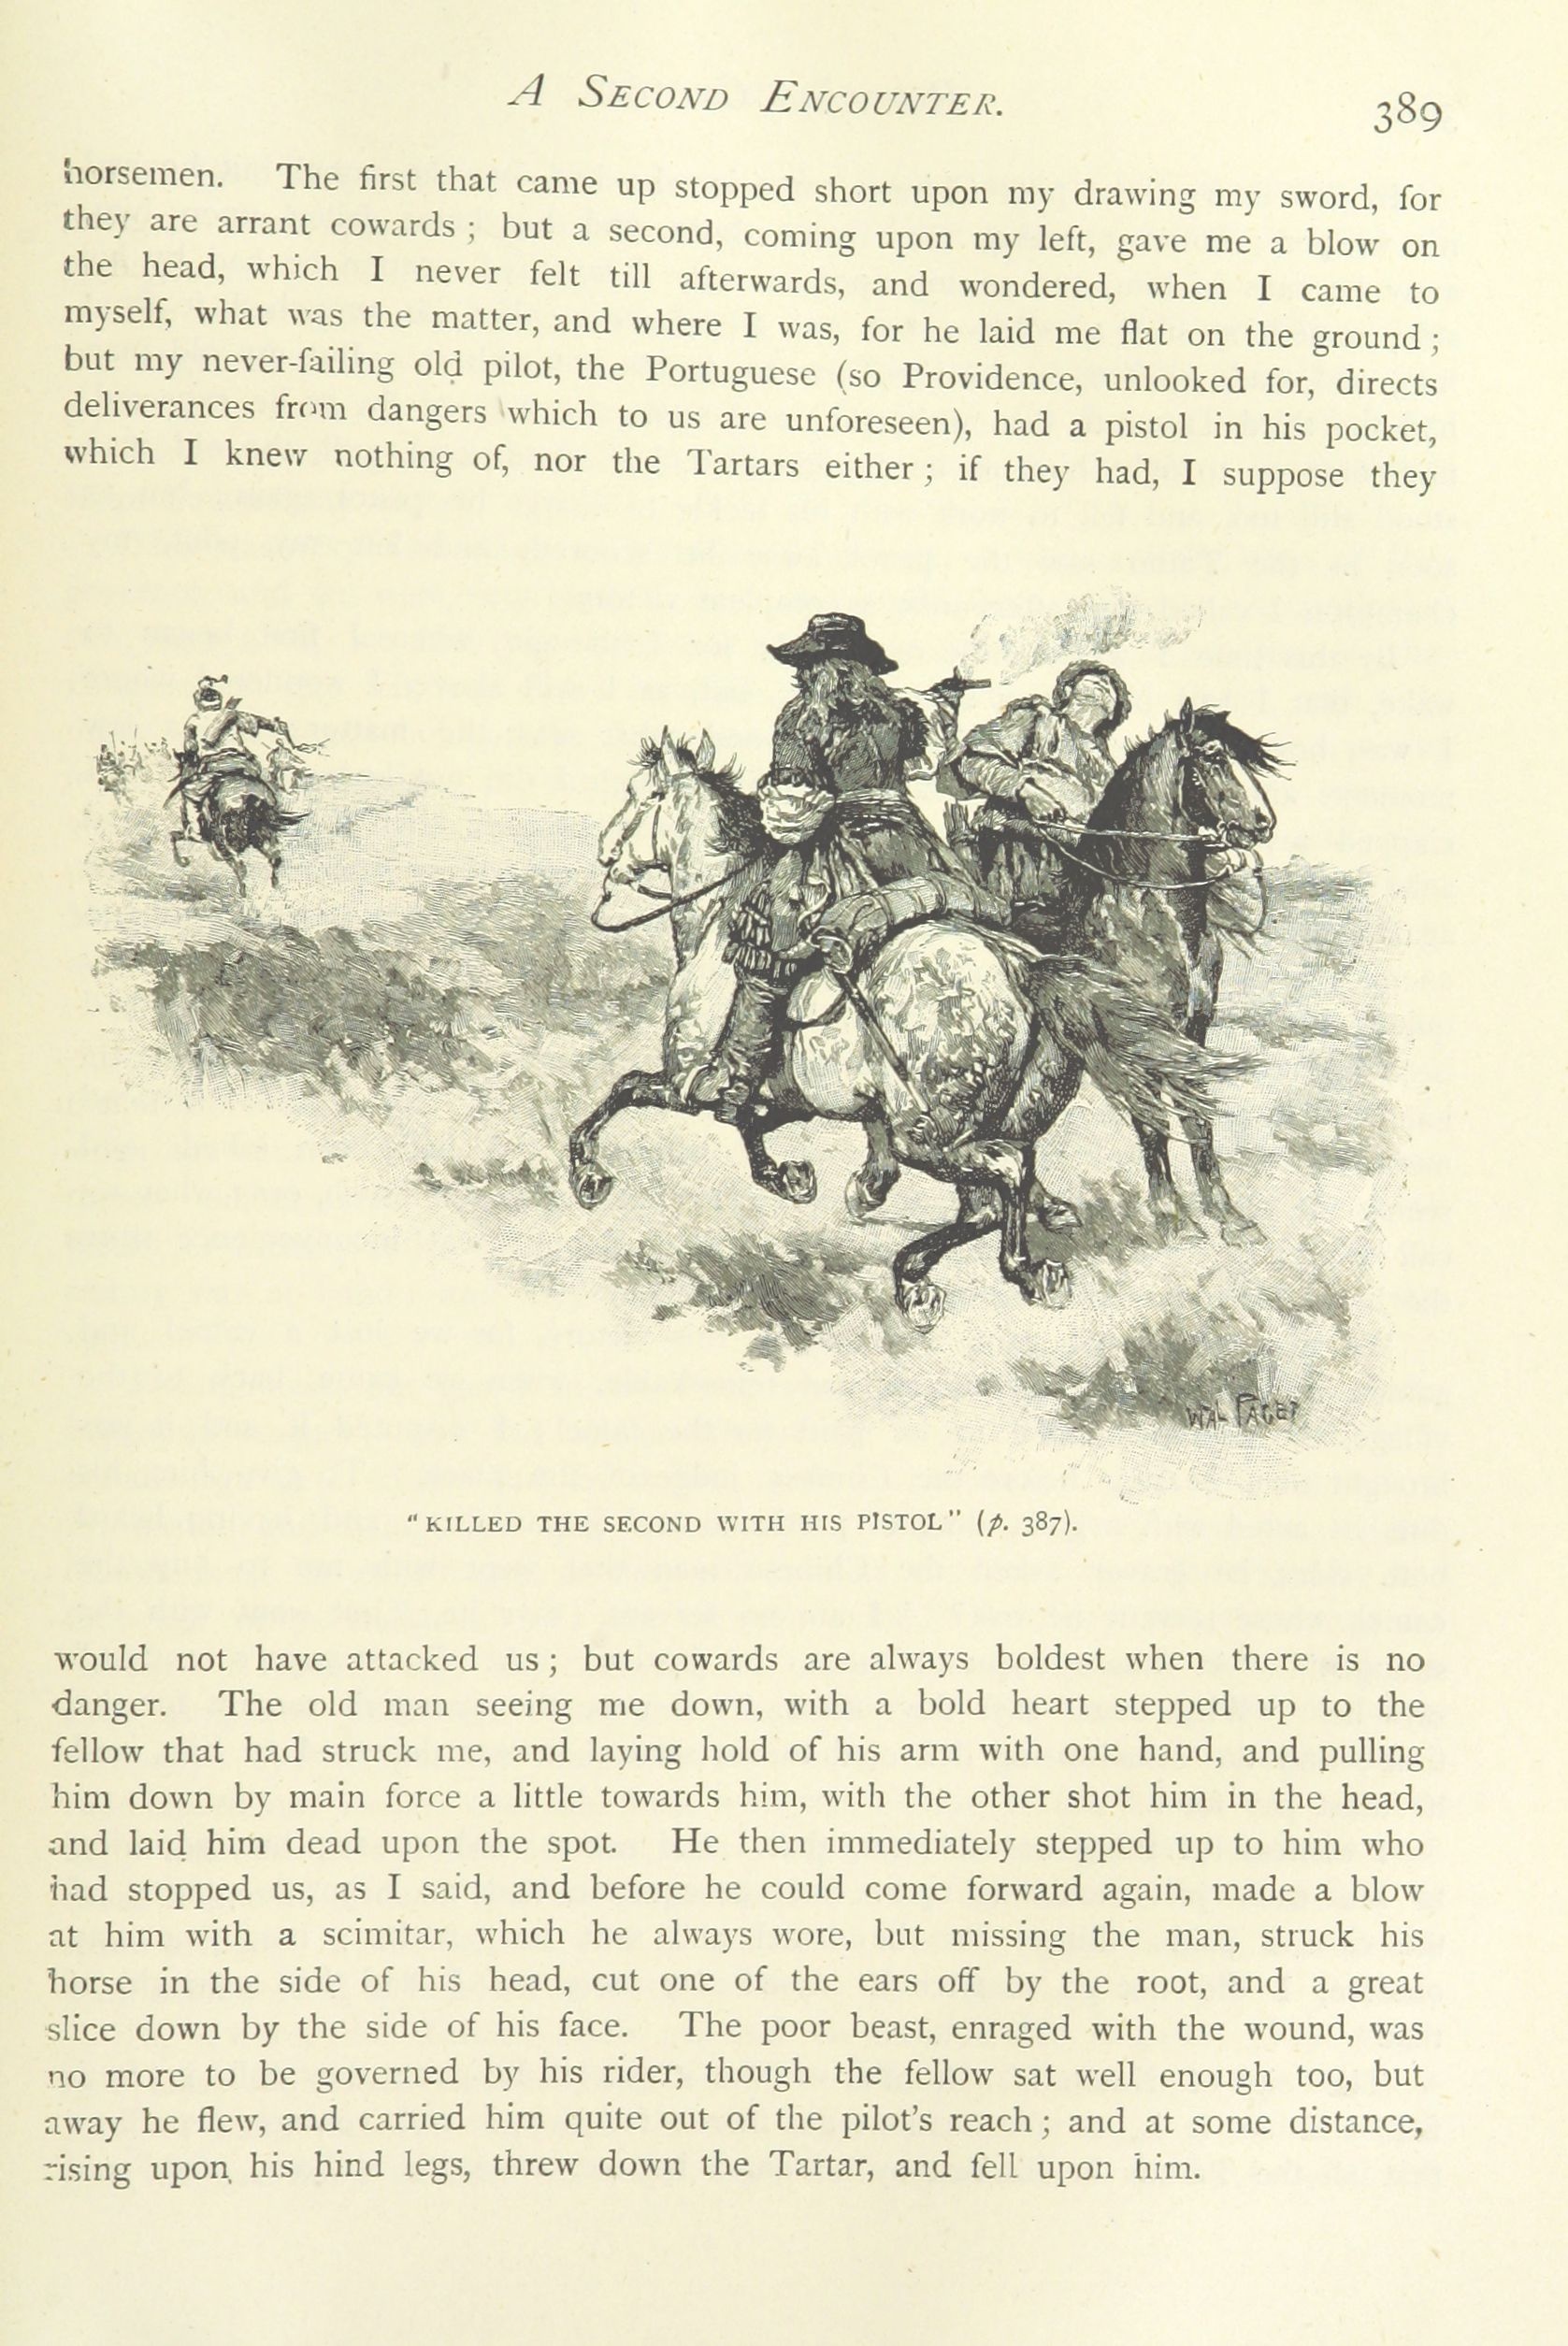 A SECOND ENCOUNTER. 389
horsemen. The first that came up stopped short upon my drawing my sword, for
they are arrant cowards ; but a second, coming upon my left, gave me a blow on
the head, which I never felt till afterwards, and wondered, when I came to
myself, what was the matter, and where I was, for he laid me flat on the ground ;
but my never-failing old pilot, the Portuguese (so Providence, unlooked for, directs
deliverances from dangers which to us are unforeseen), had a pistol in his pocket,
which I knew nothing of, nor the Tartars either ; if they had, I suppose they
WAL PAGET
"KILLED THE SECOND WITH HIS PISTOL" (p. 387).
would not have attacked us ; but cowards are always boldest when there is no
danger. The old man seeing me down, with a bold heart stepped up to the
fellow that had struck me, and laying hold of his arm with one hand, and pulling
him down by main force a little towards him, with the other shot him in the head,
and laid him dead upon the spot. He then immediately stepped up to him who
had stopped us, as I said, and before he could come forward again, made a blow
at him with a scimitar, which he always wore, but missing the man, struck his
horse in the side of his head, cut one of the ears off by the root, and a great
slice down by the side of his face. The poor beast, enraged with the wound, was
no more to be governed by his rider, though the fellow sat well enough too, but
away he flew, and carried him quite out of the pilot's reach ; and at some distance,
rising upon his hind legs, threw down the Tartar, and fell upon him.